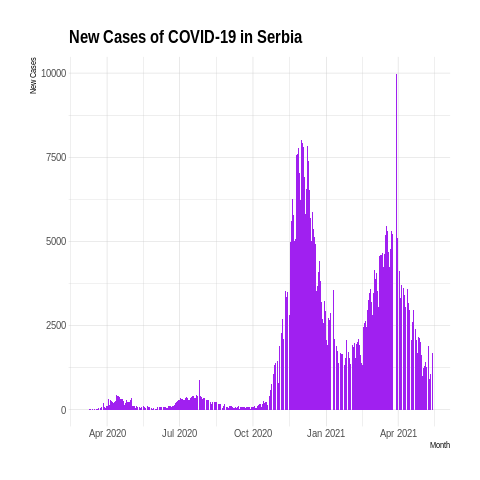 New Cases of COVID-19 in Serbia
New Cases
10000
7500
5000
2500
0
Apr 2020 Jul 2020 Oct 2020 Jan 2021 Apr 2021
Month